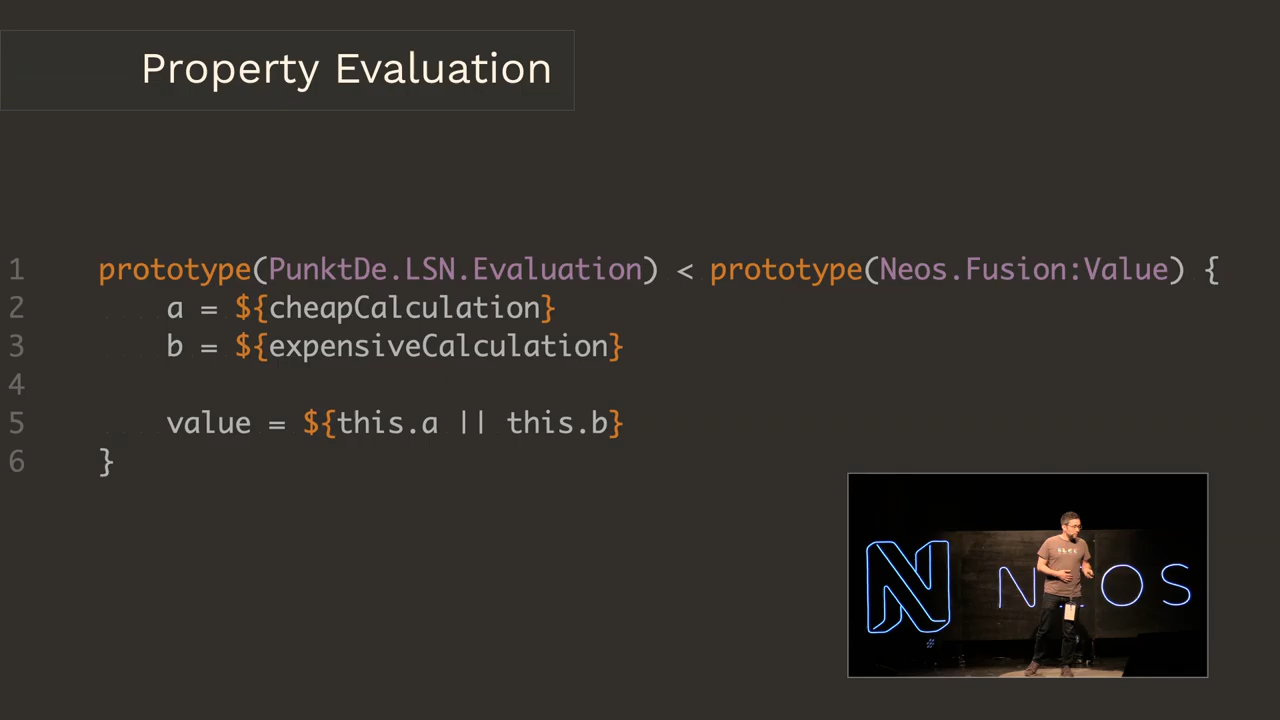 Property Evaluation
1 prototype(PunktDe.LSN.Evaluation) < prototype(Neos.Fusion:Value) {
2 a = ${cheapCalculation}
3 b = ${expensiveCalculation}
4
5 value = ${this.a || this.b}
6 }
N NEOS
#